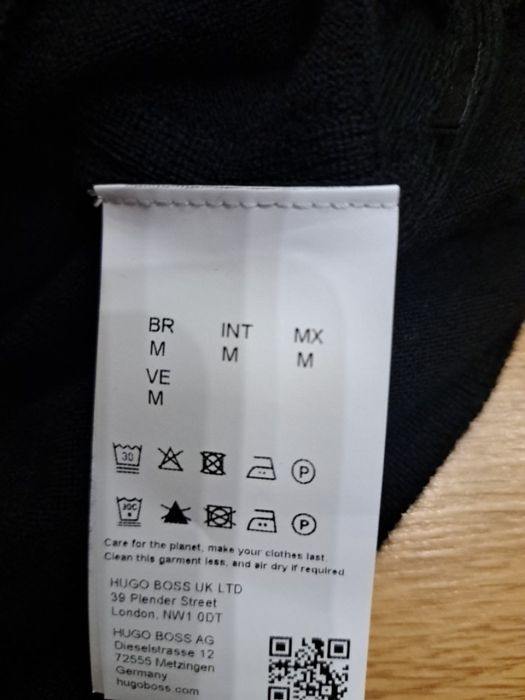 BR INT MX
M M M
VE
M
30 P
30C P
Care for the planet, make your clothes last.
Clean this garment less, and air dry if required
HUGO BOSS UK LTD
39 Plender Street
London, NW1 0DT
HUGO BOSS AG
Dieselstrasse 12
72555 Metzingen
Germany
hugoboss.com